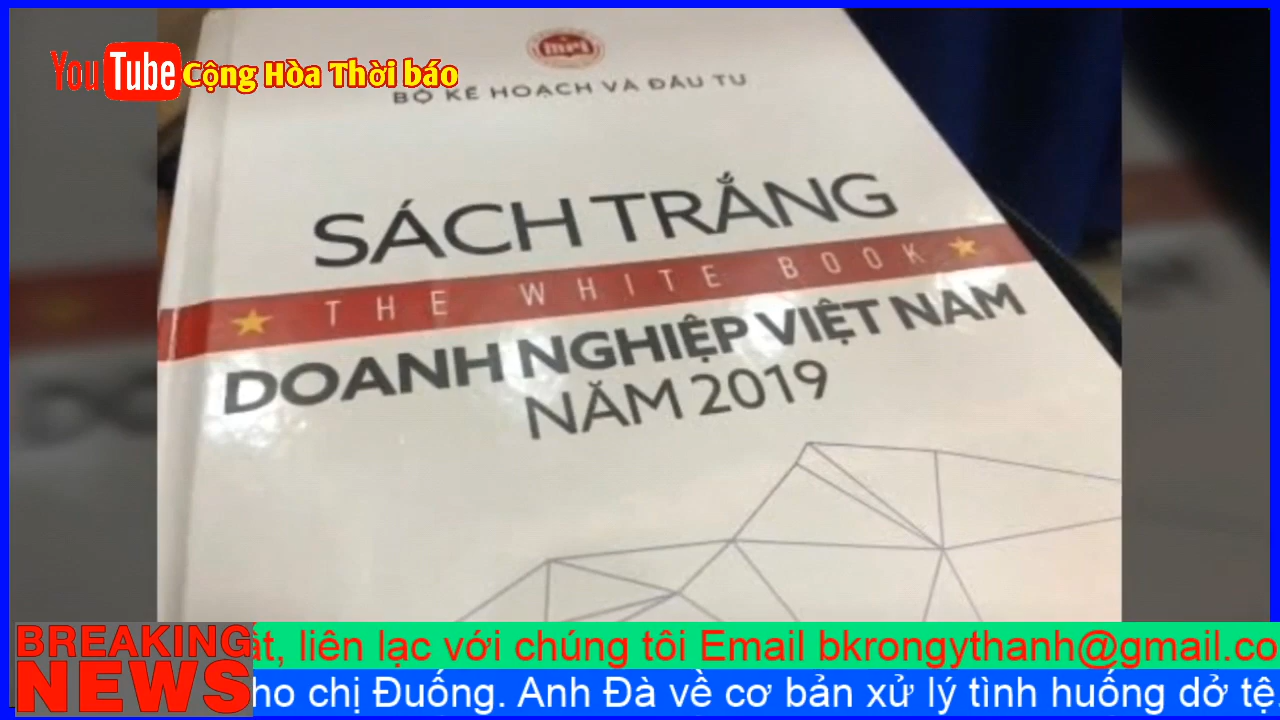 YouTube Cộng Hòa Thời báo
BỘ KẾ HOẠCH VÀ ĐẦU TƯ
SÁCH TRẮNG
THE WHITE BOOK
DOANH NGHIỆP VIỆT NAM
NĂM 2019
BREAKING
NEWS
liên lạc với chúng tôi Email bkrongythanh@gmail.co
chị Đuống. Anh Đà về cơ bản xử lý tình huống dở tệ,